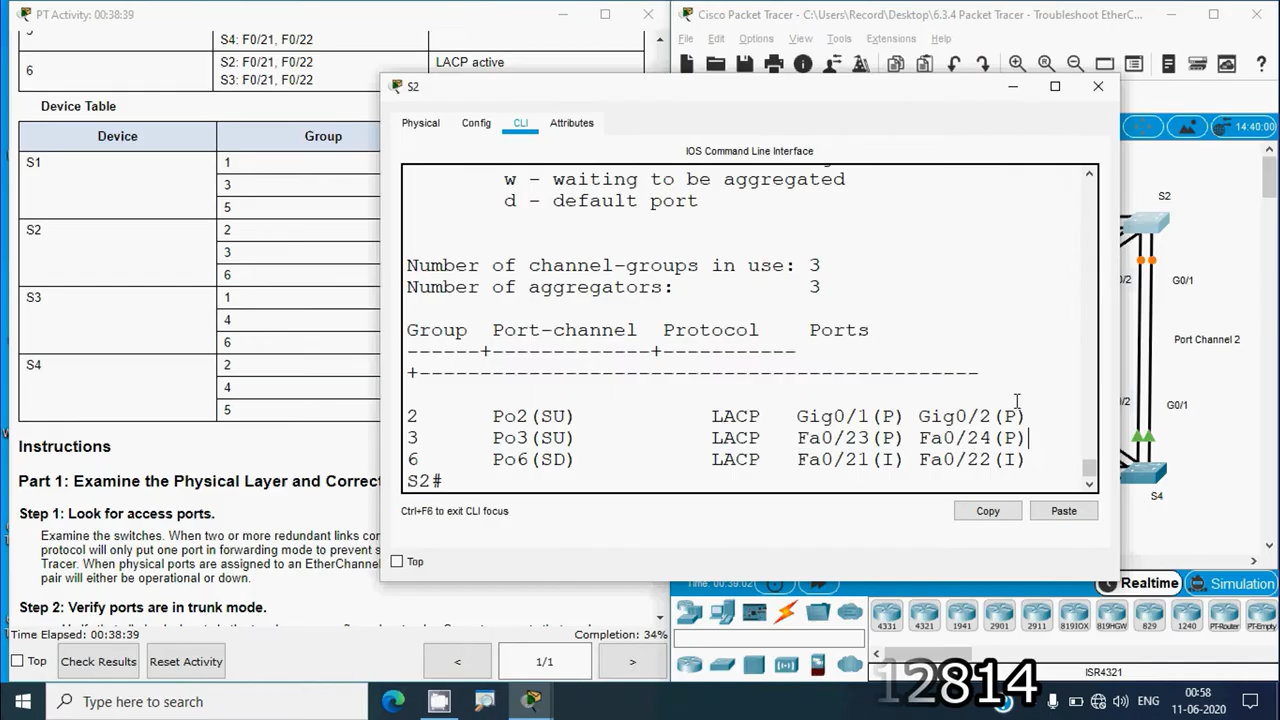 PT Activity: 00:38:39
S4: F0/21, F0/22
6
S2: F0/21, F0/22
S3: F0/21, F0/22
LACP active
Device Table
Device
Group
S1
1
3
5
S2
2
3
6
S3
1
4
6
S4
2
4
5
Instructions
Part 1: Examine the Physical Layer and Correct
Step 1: Look for access ports.
Examine the switches. When two or more redundant links con
protocol will only put one port in forwarding mode to prevent s
Tracer. When physical ports are assigned to an EtherChannel
pair will either be operational or down.
Step 2: Verify ports are in trunk mode.
Time Elapsed: 00:38:39
Completion: 34%
Top
Check Results
Reset Activity
<
1/1
>
Cisco Packet Tracer - C:\Users\Record\Desktop\6.3.4 Packet Tracer - Troubleshoot EtherC...
File Edit Options View Tools Extensions Help
14:40:00
S2
G0/1
Port Channel 2
G0/1
S4
S2
Physical
Config
CLI
Attributes
IOS Command Line Interface
w - waiting to be aggregated
d - default port
Number of channel-groups in use: 3
Number of aggregators: 3
Group Port-channel Protocol Ports
------+-------------+-----------
+----------------------------------------------
2 Po2(SU) LACP Gig0/1(P) Gig0/2(P)
3 Po3(SU) LACP Fa0/23(P) Fa0/24(P)
6 Po6(SD) LACP Fa0/21(I) Fa0/22(I)
S2#
Ctrl+F6 to exit CLI focus
Copy
Paste
Top
Time: 00:39:02
Realtime
Simulation
4331 4321 1941 2901 2911 819IOX 819HGW 829 1240 PT-Router PT-Empty
ISR4321
12814
Type here to search
ENG
00:58
11-06-2020